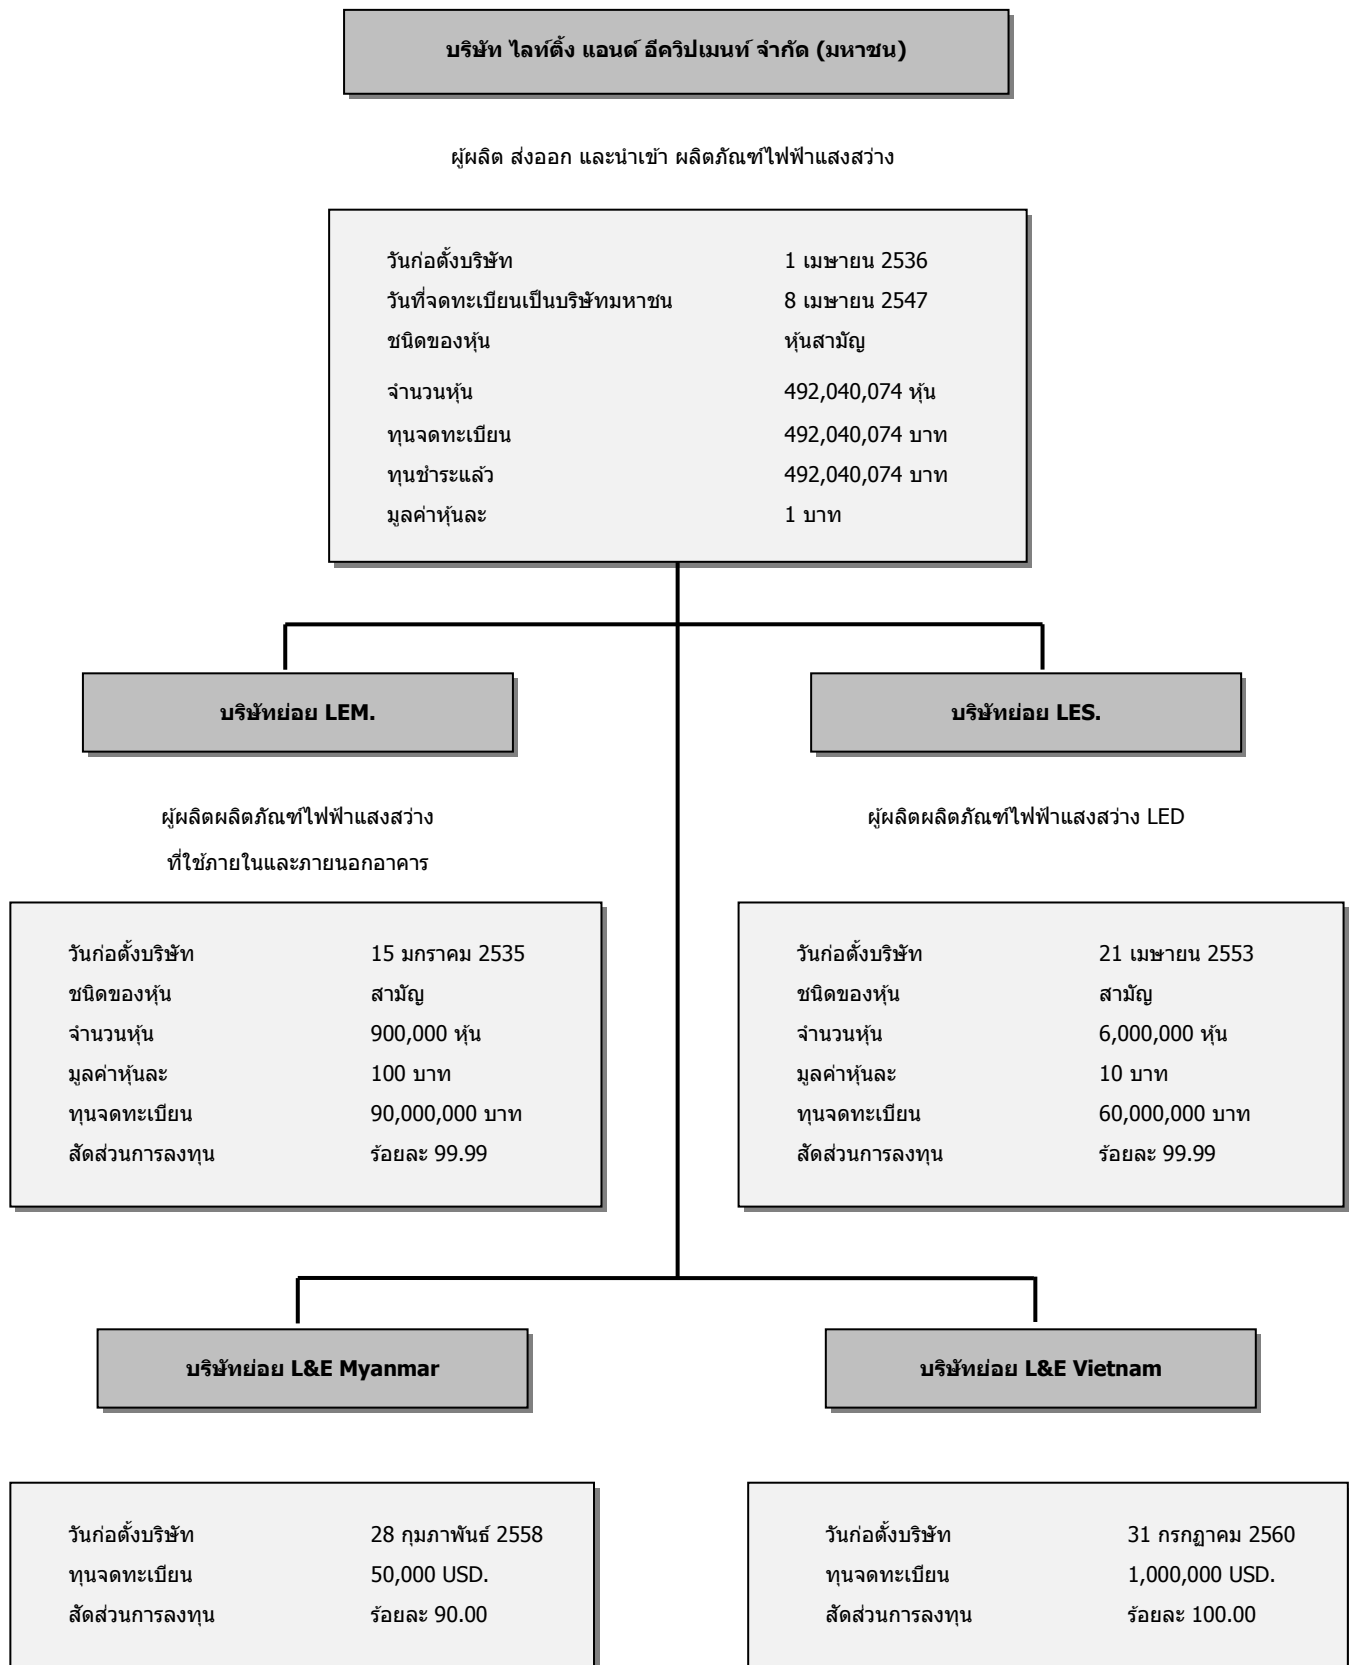 บริษัท ไลท์ติ้ง แอนด์ อีควิปเมนท์ จำกัด (มหาชน)
ผู้ผลิต ส่งออก และนำเข้า ผลิตภัณฑ์ไฟฟ้าแสงสว่าง
วันก่อตั้งบริษัท 1 เมษายน 2536
วันที่จดทะเบียนเป็นบริษัทมหาชน 8 เมษายน 2547
ชนิดของหุ้น หุ้นสามัญ
จำนวนหุ้น 492,040,074 หุ้น
ทุนจดทะเบียน 492,040,074 บาท
ทุนชำระแล้ว 492,040,074 บาท
มูลค่าหุ้นละ 1 บาท
บริษัทย่อย LEM.
ผู้ผลิตผลิตภัณฑ์ไฟฟ้าแสงสว่าง
ที่ใช้ภายในและภายนอกอาคาร
วันก่อตั้งบริษัท 15 มกราคม 2535
ชนิดของหุ้น สามัญ
จำนวนหุ้น 900,000 หุ้น
มูลค่าหุ้นละ 100 บาท
ทุนจดทะเบียน 90,000,000 บาท
สัดส่วนการลงทุน ร้อยละ 99.99
บริษัทย่อย LES.
ผู้ผลิตผลิตภัณฑ์ไฟฟ้าแสงสว่าง LED
วันก่อตั้งบริษัท 21 เมษายน 2553
ชนิดของหุ้น สามัญ
จำนวนหุ้น 6,000,000 หุ้น
มูลค่าหุ้นละ 10 บาท
ทุนจดทะเบียน 60,000,000 บาท
สัดส่วนการลงทุน ร้อยละ 99.99
บริษัทย่อย L&E Myanmar
วันก่อตั้งบริษัท 28 กุมภาพันธ์ 2558
ทุนจดทะเบียน 50,000 USD.
สัดส่วนการลงทุน ร้อยละ 90.00
บริษัทย่อย L&E Vietnam
วันก่อตั้งบริษัท 31 กรกฏาคม 2560
ทุนจดทะเบียน 1,000,000 USD.
สัดส่วนการลงทุน ร้อยละ 100.00